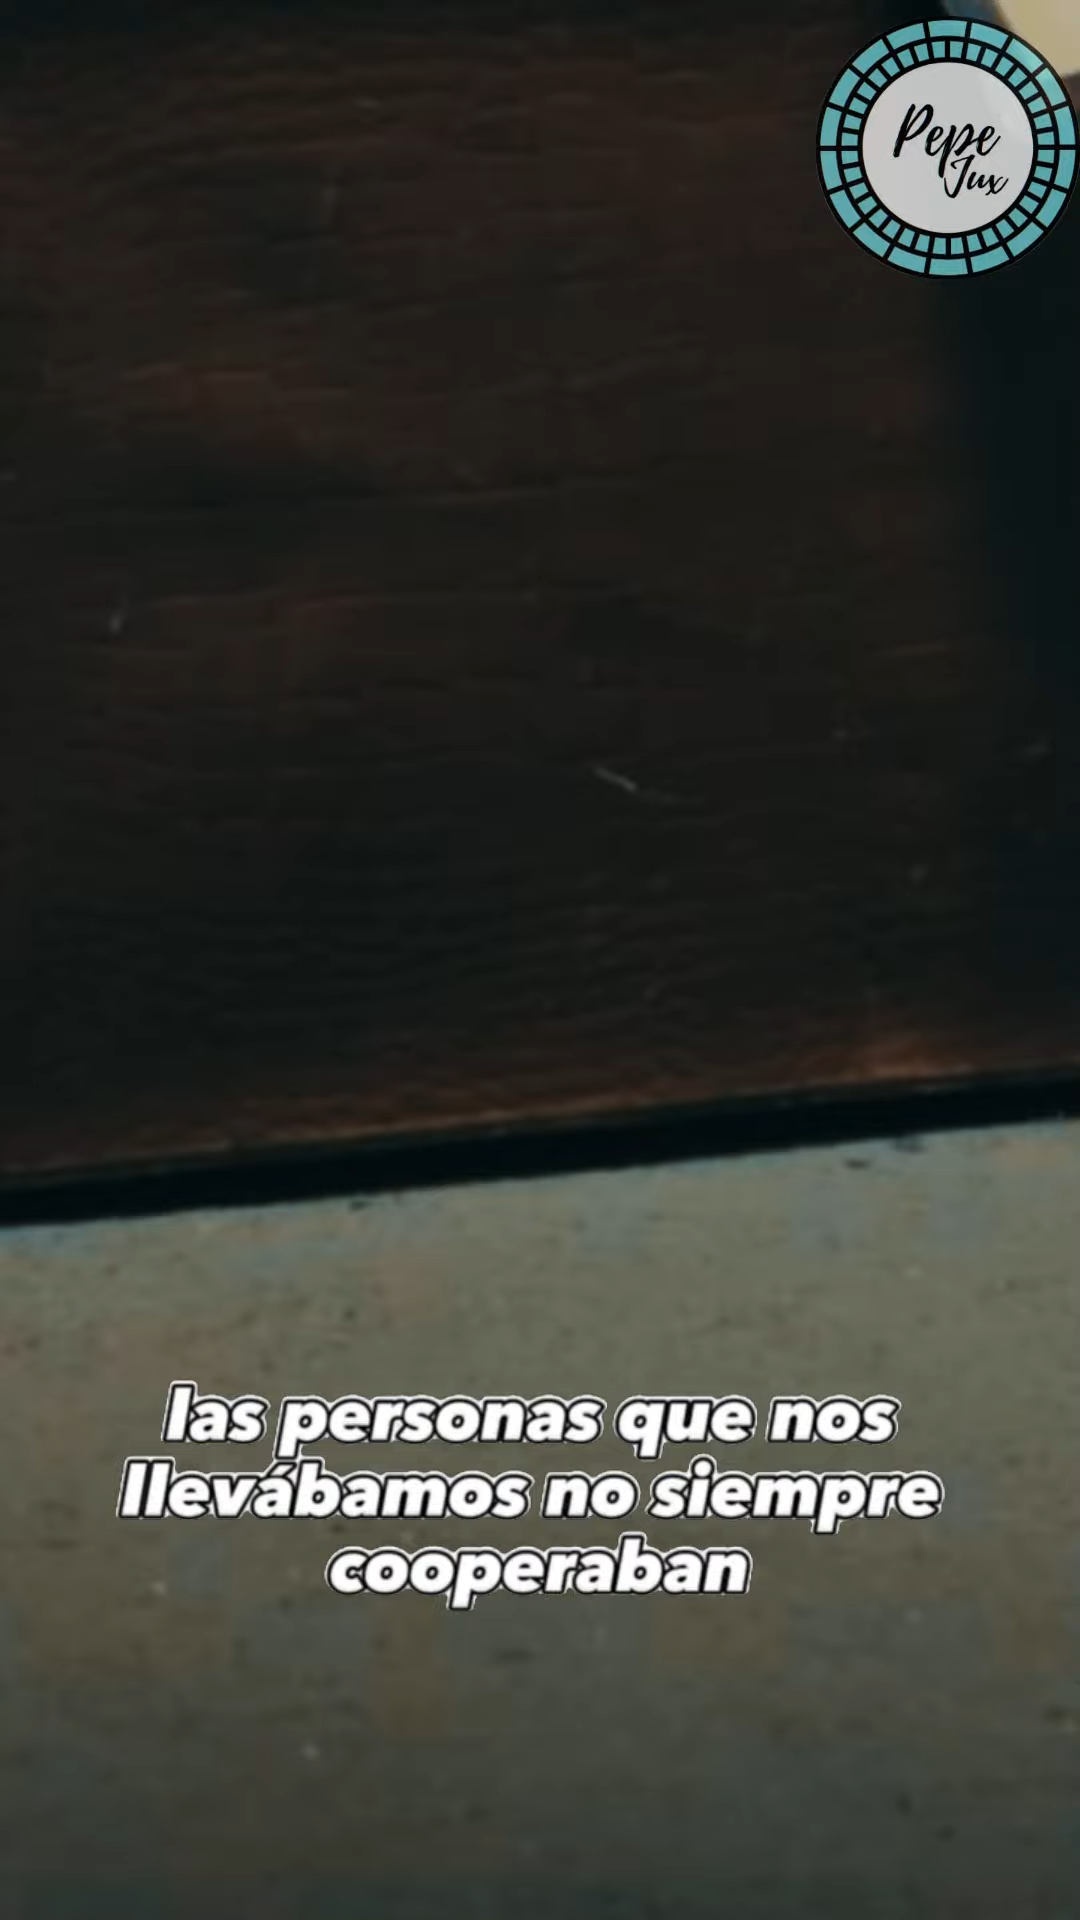 Pepe
Jux
las personas que nos
llevábamos no siempre
cooperaban